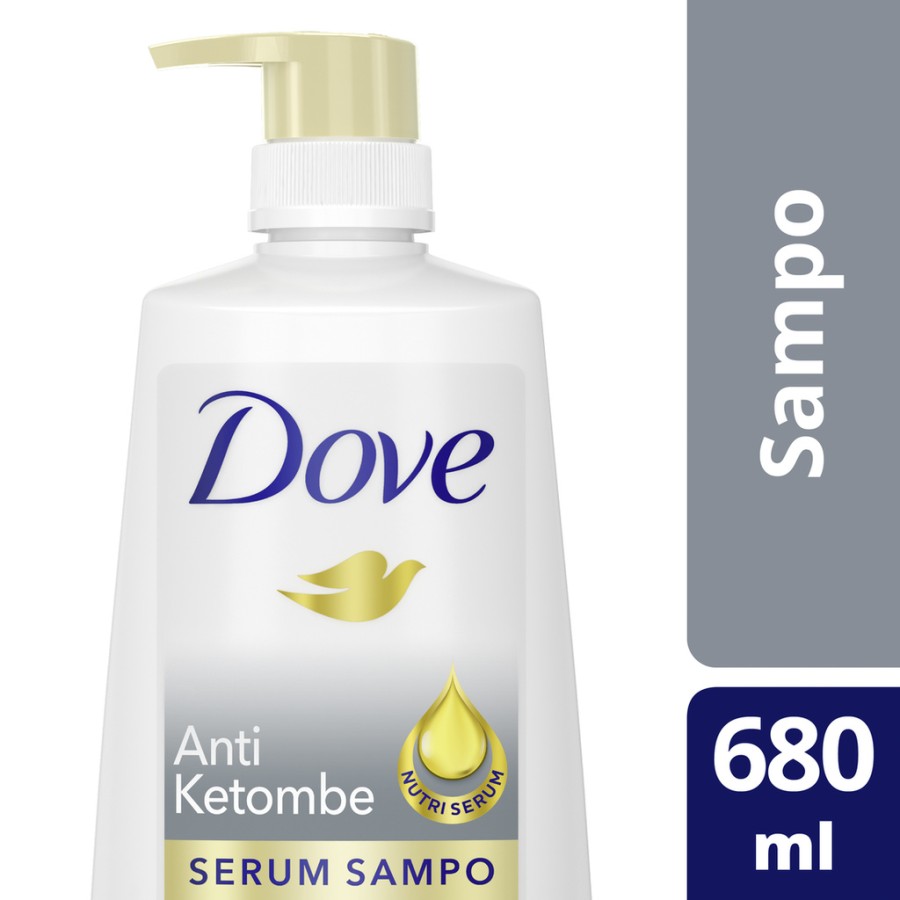 Dove
Anti
Ketombe
NUTRI SERUM
SERUM SAMPO
Sampo
680
ml